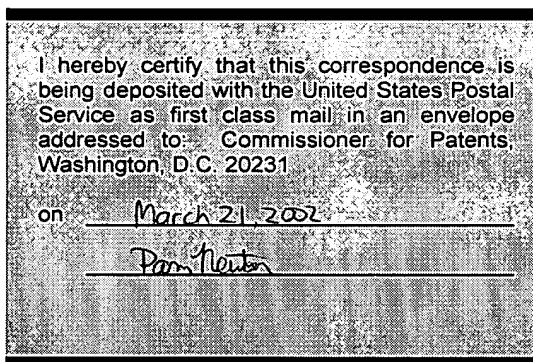 I hereby certify that this correspondence is
being deposited with the United States Postal
Service as first class mail in an envelope
addressed to: Commissioner for Patents,
Washington, D.C. 20231
on March 21, 2002
Pam Newton